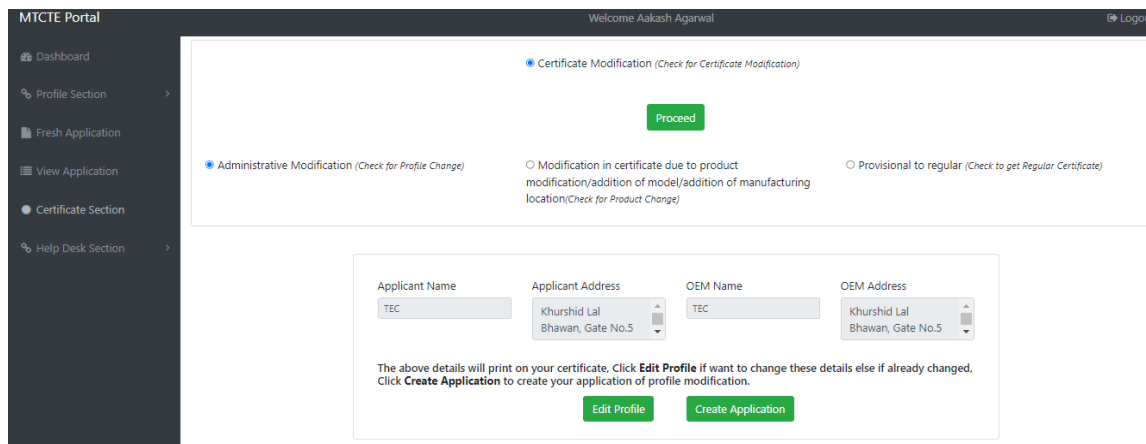 MTCTE Portal
Welcome Aakash Agarwal
Logou
Dashboard
Profile Section
Fresh Application
View Application
Certificate Section
Help Desk Section
Certificate Modification (Check for Certificate Modification)
Proceed
Administrative Modification (Check for Profile Change)
Modification in certificate due to product
modification/addition of model/addition of manufacturing
location(Check for Product Change)
Provisional to regular (Check to get Regular Certificate)
Applicant Name
TEC
Applicant Address
Khurshid Lal
Bhawan, Gate No.5
OEM Name
TEC
OEM Address
Khurshid Lal
Bhawan, Gate No.5
The above details will print on your certificate, Click Edit Profile if want to change these details else if already changed,
Click Create Application to create your application of profile modification.
Edit Profile
Create Application